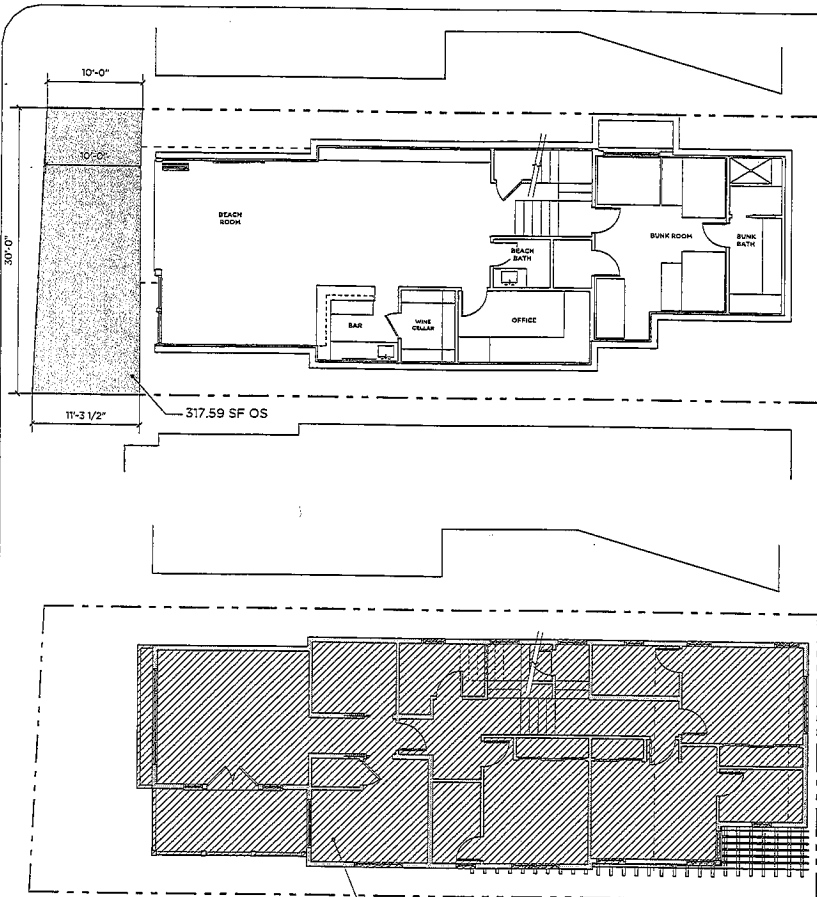 10'-0"
10'-0"
30'-0"
BEACH
ROOM
BUNK ROOM
BUNK
BATH
BEACH
BATH
BAR
WINE
CELLAR
OFFICE
11'-3 1/2"
317.59 SF OS